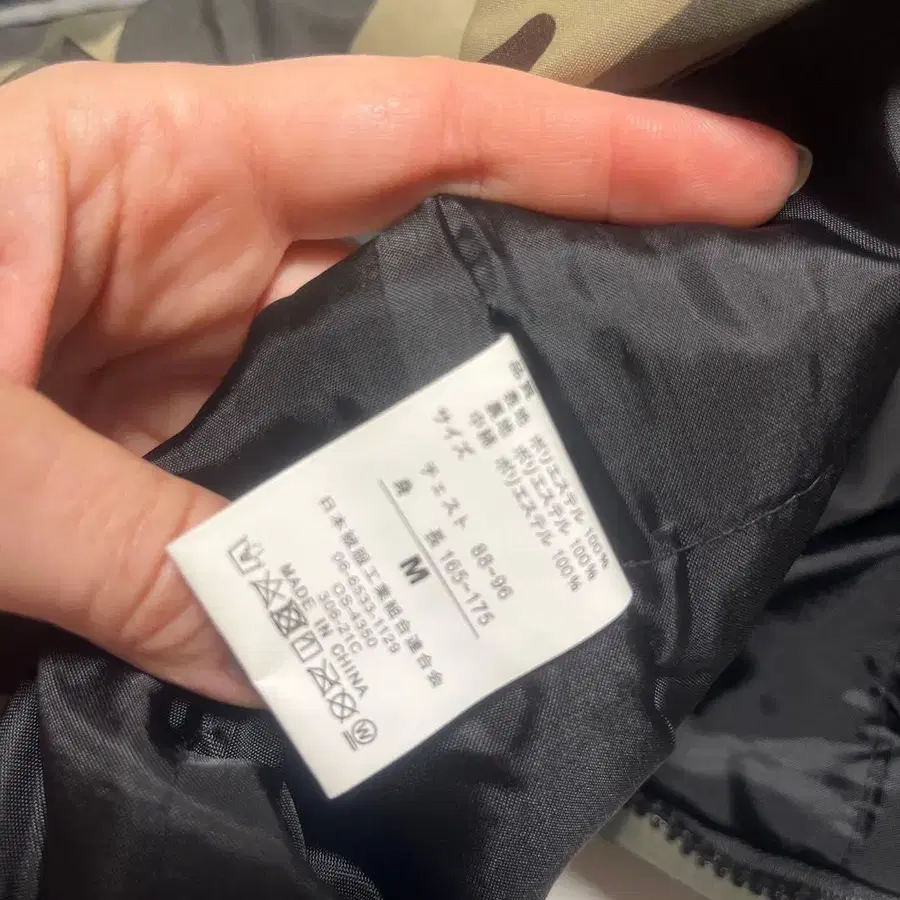 品質
表地 ポリエステル 100%
裏地 ポリエステル 100%
中綿 ポリエステル 100%
サイズ
チェスト 88-96
身長 165-175
M
日本被服工業組合連合会
06-6533-1129
OS-4350
306-21C
MADE IN CHINA
W